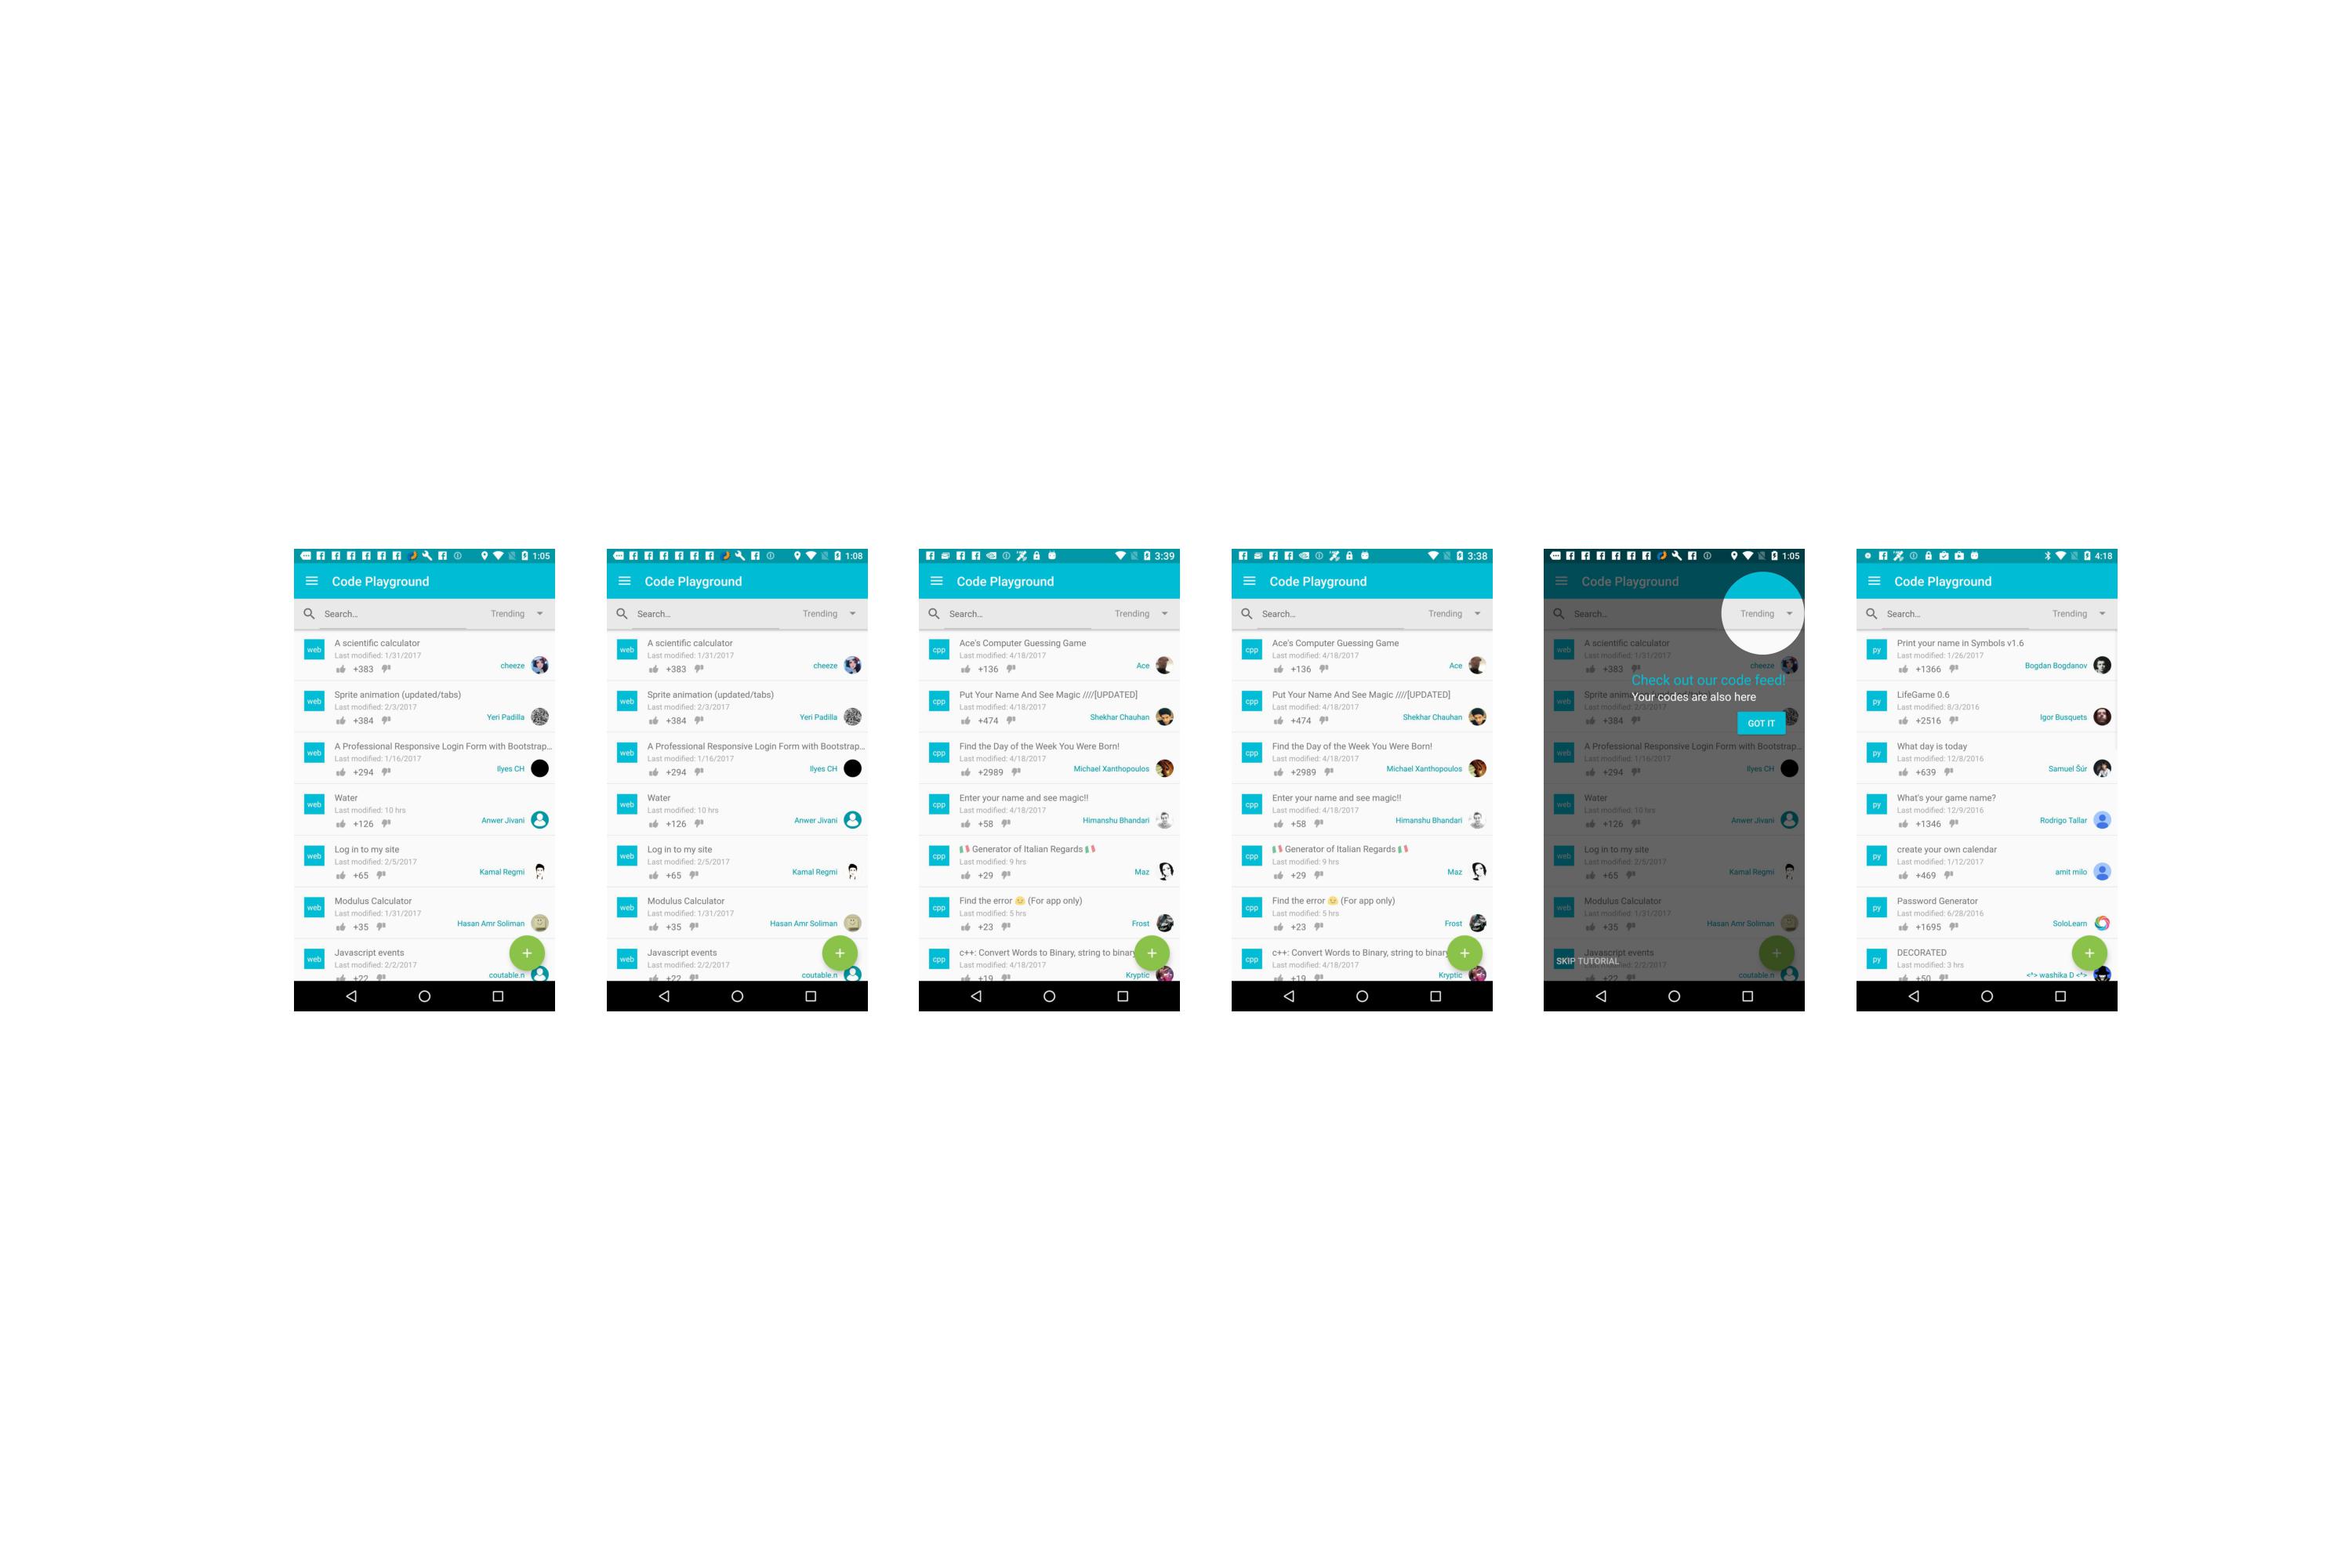 1:05
Code Playground
Search...
Trending
web
A scientific calculator
Last modified: 1/31/2017
+383
cheeze
web
Sprite animation (updated/tabs)
Last modified: 2/3/2017
+384
Yeri Padilla
web
A Professional Responsive Login Form with Bootstrap...
Last modified: 1/16/2017
+294
Ilyes CH
web
Water
Last modified: 10 hrs
+126
Anwer Jivani
web
Log in to my site
Last modified: 2/5/2017
+65
Kamal Regmi
web
Modulus Calculator
Last modified: 1/31/2017
+35
Hasan Amr Soliman
web
Javascript events
Last modified: 2/2/2017
+22
coutable.n
1:08
Code Playground
Search...
Trending
web
A scientific calculator
Last modified: 1/31/2017
+383
cheeze
web
Sprite animation (updated/tabs)
Last modified: 2/3/2017
+384
Yeri Padilla
web
A Professional Responsive Login Form with Bootstrap...
Last modified: 1/16/2017
+294
Ilyes CH
web
Water
Last modified: 10 hrs
+126
Anwer Jivani
web
Log in to my site
Last modified: 2/5/2017
+65
Kamal Regmi
web
Modulus Calculator
Last modified: 1/31/2017
+35
Hasan Amr Soliman
web
Javascript events
Last modified: 2/2/2017
+22
coutable.n
3:39
Code Playground
Search...
Trending
cpp
Ace's Computer Guessing Game
Last modified: 4/18/2017
+136
Ace
cpp
Put Your Name And See Magic ////[UPDATED]
Last modified: 4/18/2017
+474
Shekhar Chauhan
cpp
Find the Day of the Week You Were Born!
Last modified: 4/18/2017
+2989
Michael Xanthopoulos
cpp
Enter your name and see magic!!
Last modified: 4/18/2017
+58
Himanshu Bhandari
cpp
Generator of Italian Regards
Last modified: 9 hrs
+29
Maz
cpp
Find the error (For app only)
Last modified: 5 hrs
+23
Frost
cpp
c++: Convert Words to Binary, string to binary
Last modified: 4/18/2017
+19
Kryptic
3:38
Code Playground
Search...
Trending
cpp
Ace's Computer Guessing Game
Last modified: 4/18/2017
+136
Ace
cpp
Put Your Name And See Magic ////[UPDATED]
Last modified: 4/18/2017
+474
Shekhar Chauhan
cpp
Find the Day of the Week You Were Born!
Last modified: 4/18/2017
+2989
Michael Xanthopoulos
cpp
Enter your name and see magic!!
Last modified: 4/18/2017
+58
Himanshu Bhandari
cpp
Generator of Italian Regards
Last modified: 9 hrs
+29
Maz
cpp
Find the error (For app only)
Last modified: 5 hrs
+23
Frost
cpp
c++: Convert Words to Binary, string to binary
Last modified: 4/18/2017
+19
Kryptic
1:05
Code Playground
Search...
Trending
web
A scientific calculator
Last modified: 1/31/2017
+383
cheeze
Check out our code feed!
Your codes are also here
GOT IT
web
+384
web
A Professional Responsive Login Form with Bootstrap...
Last modified: 1/16/2017
+294
Ilyes CH
web
Water
Last modified: 10 hrs
+126
Anwer Jivani
web
Log in to my site
Last modified: 2/5/2017
+65
Kamal Regmi
web
Modulus Calculator
Last modified: 1/31/2017
+35
Hasan Amr Soliman
Javascript events
SKIP TUTORIAL
Last modified: 2/2/2017
+22
coutable.n
4:18
Code Playground
Search...
Trending
py
Print your name in Symbols v1.6
Last modified: 1/26/2017
+1366
Bogdan Bogdanov
py
LifeGame 0.6
Last modified: 8/3/2016
+2516
Igor Busquets
py
What day is today
Last modified: 12/8/2016
+639
Samuel Šúr
py
What's your game name?
Last modified: 12/9/2016
+1346
Rodrigo Tallar
py
create your own calendar
Last modified: 1/12/2017
+469
amit milo
py
Password Generator
Last modified: 6/28/2016
+1695
SoloLearn
py
DECORATED
Last modified: 3 hrs
+50
<^> washika D <^>